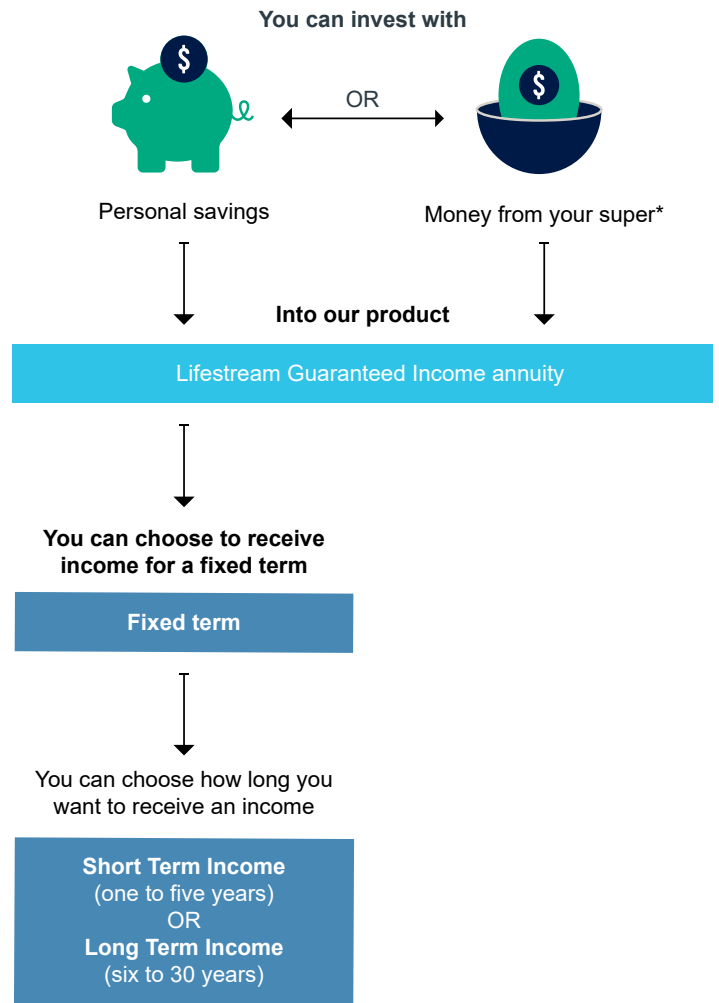 You can invest with
$
$
OR
Personal savings
Money from your super*
Into our product
Lifestream Guaranteed Income annuity
You can choose to receive
income for a fixed term
Fixed term
You can choose how long you
want to receive an income
Short Term Income
(one to five years)
OR
Long Term Income
(six to 30 years)